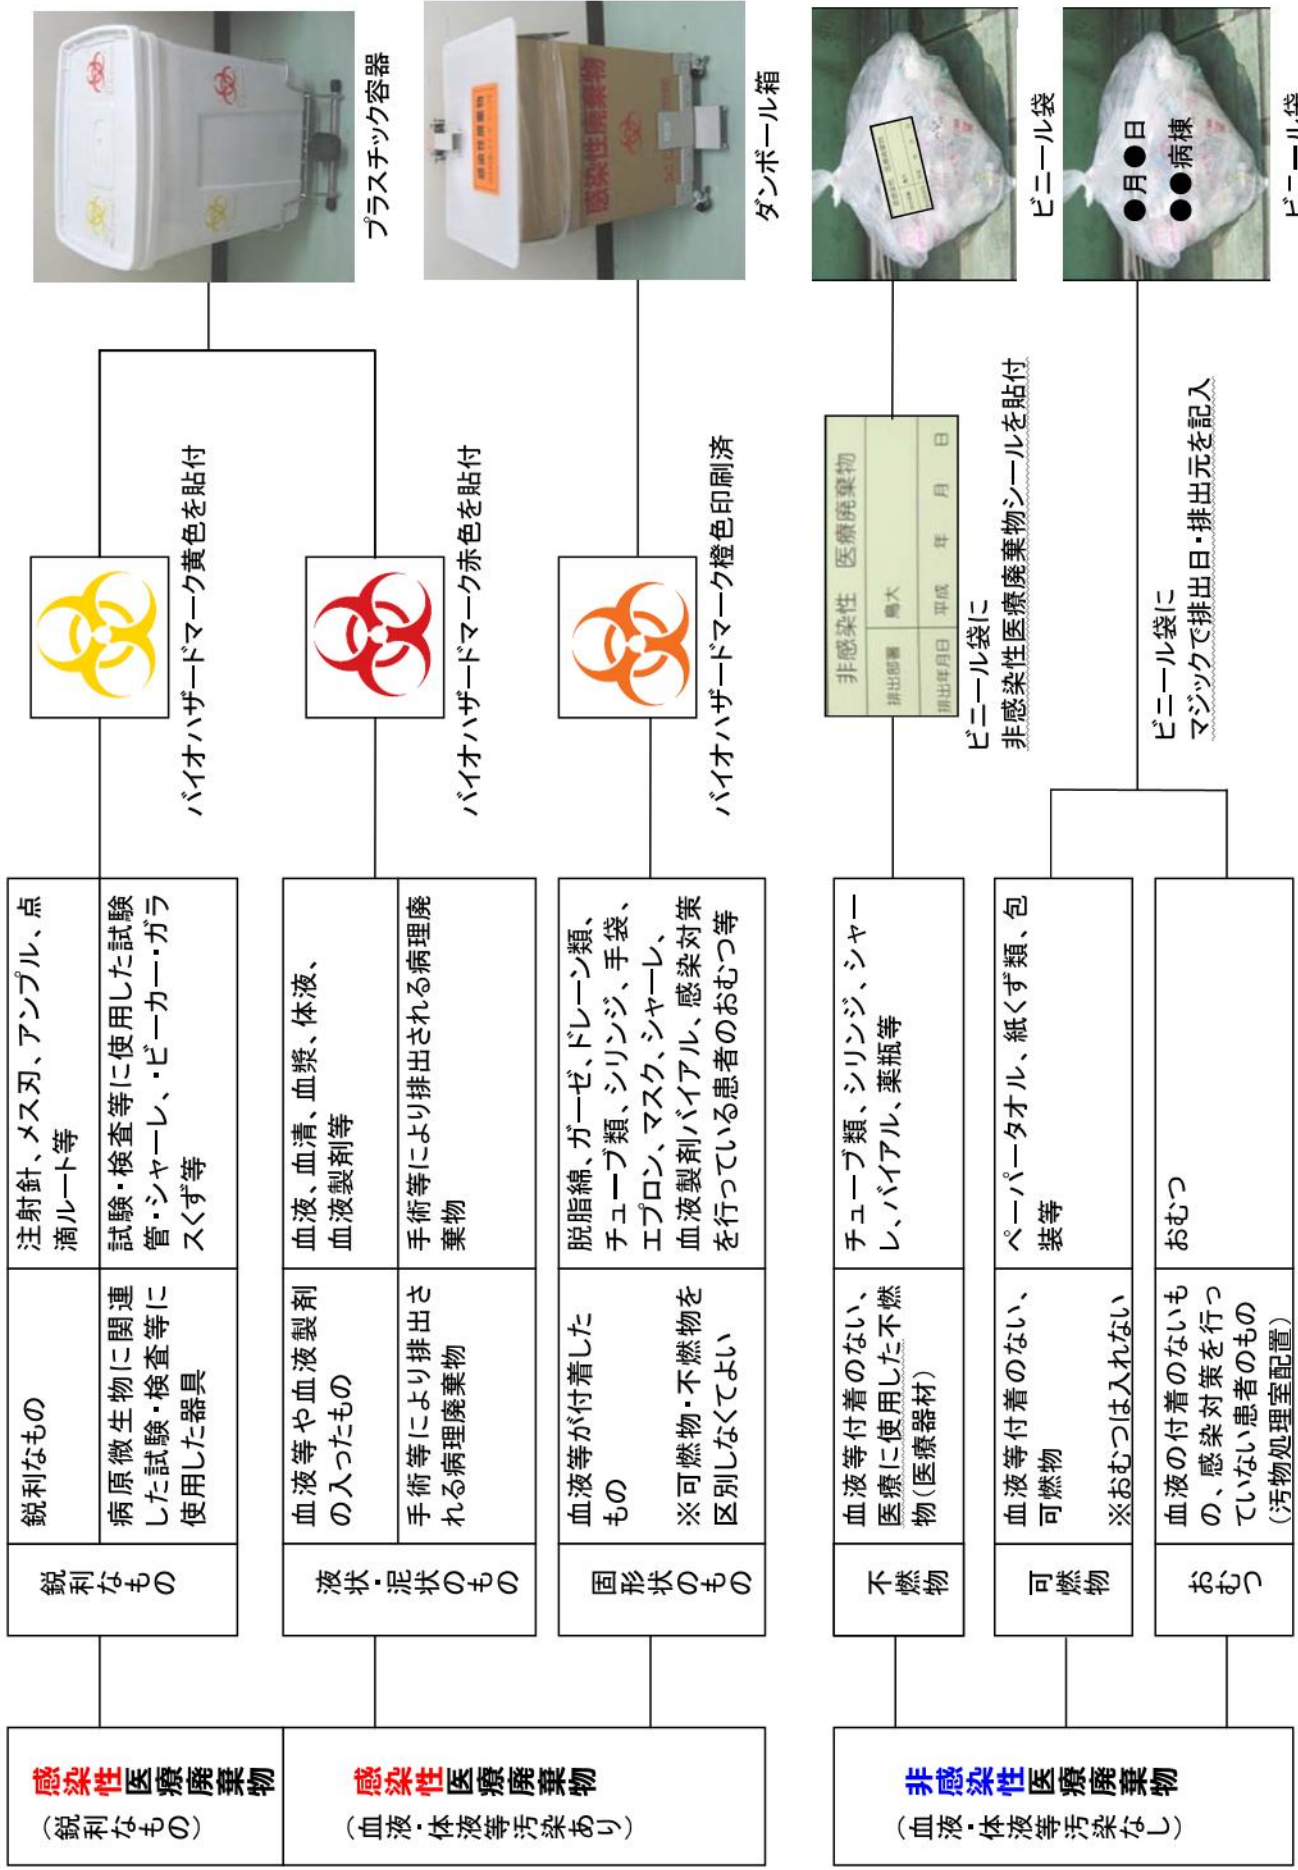 感染性医療廃棄物
（鋭利なもの）
鋭利なもの
鋭利なもの
注射針、メス刃、アンプル、点
滴ルート等
病原微生物に関連
した試験・検査等に
使用した器具
試験・検査等に使用した試験
管・シャーレ、・ビーカー・ガラ
スくず等
バイオハザードマーク黄色を貼付
プラスチック容器
感染性医療廃棄物
（血液・体液等汚染あり）
液状・泥状のもの
血液等や血液製剤
の入ったもの
血液、血清、血漿、体液、
血液製剤等
手術等により排出さ
れる病理廃棄物
手術等により排出される病理廃
棄物
バイオハザードマーク赤色を貼付
固形状のもの
血液等が付着した
もの
※可燃物・不燃物を
区別しなくてよい
脱脂綿、ガーゼ、ドレーン類、
チューブ類、シリンジ、手袋、
エプロン、マスク、シャーレ、
血液製剤バイアル、感染対策
を行っている患者のおむつ等
バイオハザードマーク橙色印刷済
感染性廃棄物
感染性廃棄物
ダンボール箱
非感染性医療廃棄物
（血液・体液等汚染なし）
不燃物
血液等付着のない、
医療に使用した不燃
物(医療器材)
チューブ類、シリンジ、シャー
レ、バイアル、薬瓶等
非感染性 医療廃棄物
排出部署 鳥大
排出年月日 平成 年 月 日
ビニール袋に
非感染性医療廃棄物シールを貼付
ビニール袋
可燃物
血液等付着のない、
可燃物
※おむつは入れない
ペーパータオル、紙くず類、包
装等
おむつ
血液の付着のないも
の、感染対策を行っ
ていない患者のもの
（汚物処理室配置）
おむつ
ビニール袋に
マジックで排出日・排出元を記入
●月●日
●●病棟
ビニール袋